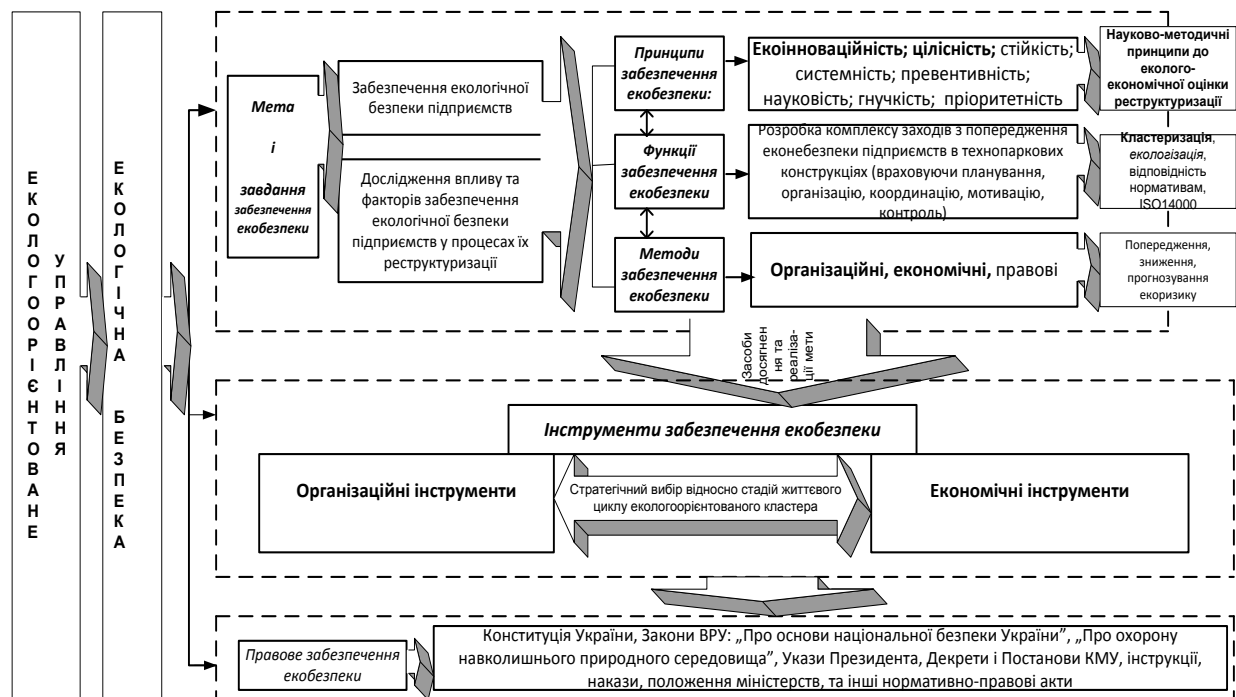 ЕКОЛОГООРІЄНТОВАНЕ
УПРАВЛІННЯ
ЕКОЛОГІЧНА БЕЗПЕКА
Мета
і
завдання
забезпечення
екобезпеки
Забезпечення екологічної
безпеки підприємств
Дослідження впливу та
факторів забезпечення
екологічної безпеки
підприємств у процесах їх
реструктуризації
Принципи
забезпечення
екобезпеки:
Екоінноваційність; цілісність; стійкість;
системність; превентивність;
науковість; гнучкість; пріоритетність
Науково-методичні
принципи до
еколого-
економічної оцінки
реструктуризації
Функції
забезпечення
екобезпеки
Розробка комплексу заходів з попередження
еконебезпеки підприємств в технопаркових
конструкціях (враховуючи планування,
організацію, координацію, мотивацію,
контроль)
Кластеризація,
екологізація,
відповідність
нормативам,
ISO14000
Методи
забезпечення
екобезпеки
Організаційні, економічні, правові
Попередження,
зниження,
прогнозування
екоризику
Засоби
досягнен
ня та
реаліза-
ції мети
Інструменти забезпечення екобезпеки
Організаційні інструменти
Стратегічний вибір відносно стадій життєвого
циклу екологоорієнтованого кластера
Економічні інструменти
Правове забезпечення
екобезпеки
Конституція України, Закони ВРУ: „Про основи національної безпеки України”, „Про охорону
навколишнього природного середовища”, Укази Президента, Декрети і Постанови КМУ, інструкції,
накази, положення міністерств, та інші нормативно-правові акти